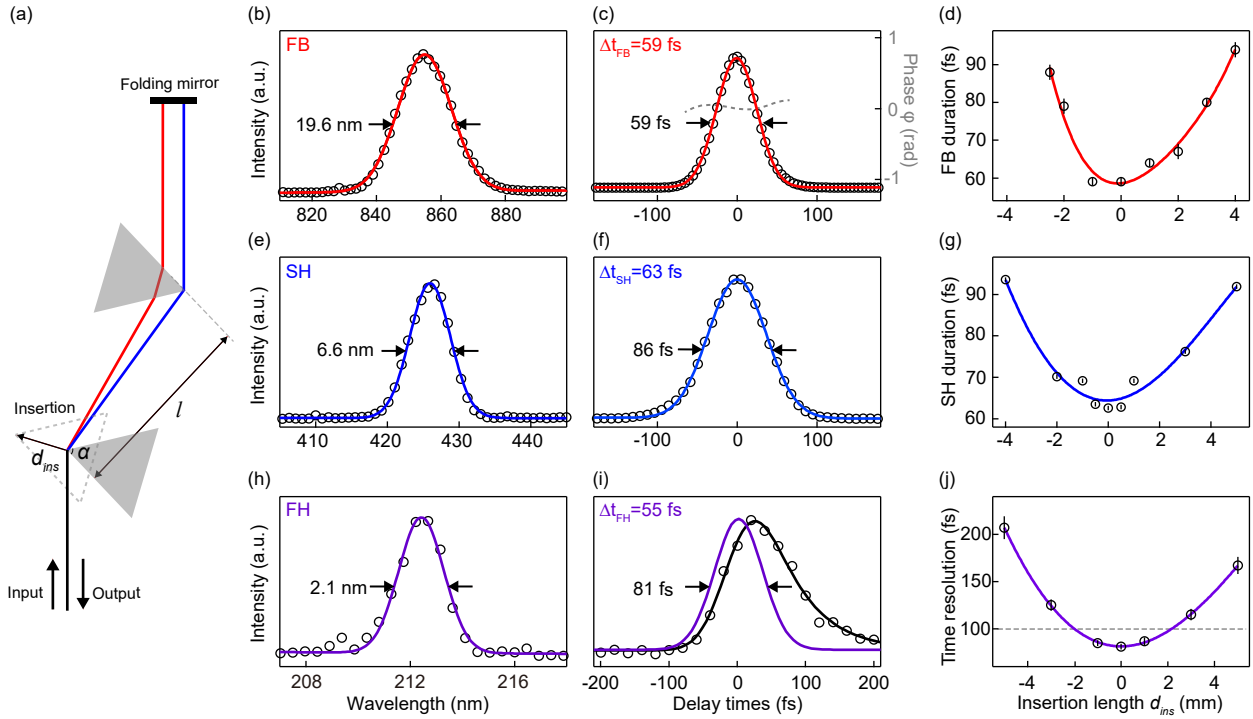 (a)
Folding mirror
Insertion
d_ins
α
l
Input
Output
(b)
FB
19.6 nm
Intensity (a.u.)
820 840 860 880
(c)
Δt_FB=59 fs
59 fs
1
0
-1
Phase φ (rad)
-100 0 100
(d)
FB duration (fs)
90
80
70
60
-4 -2 0 2 4
(e)
SH
6.6 nm
Intensity (a.u.)
410 420 430 440
(f)
Δt_SH=63 fs
86 fs
-100 0 100
(g)
SH duration (fs)
90
80
70
60
-4 -2 0 2 4
(h)
FH
2.1 nm
Intensity (a.u.)
208 212 216
Wavelength (nm)
(i)
Δt_FH=55 fs
81 fs
-200 -100 0 100 200
Delay times (fs)
(j)
Time resolution (fs)
200
150
100
50
-4 -2 0 2 4
Insertion length d_ins (mm)